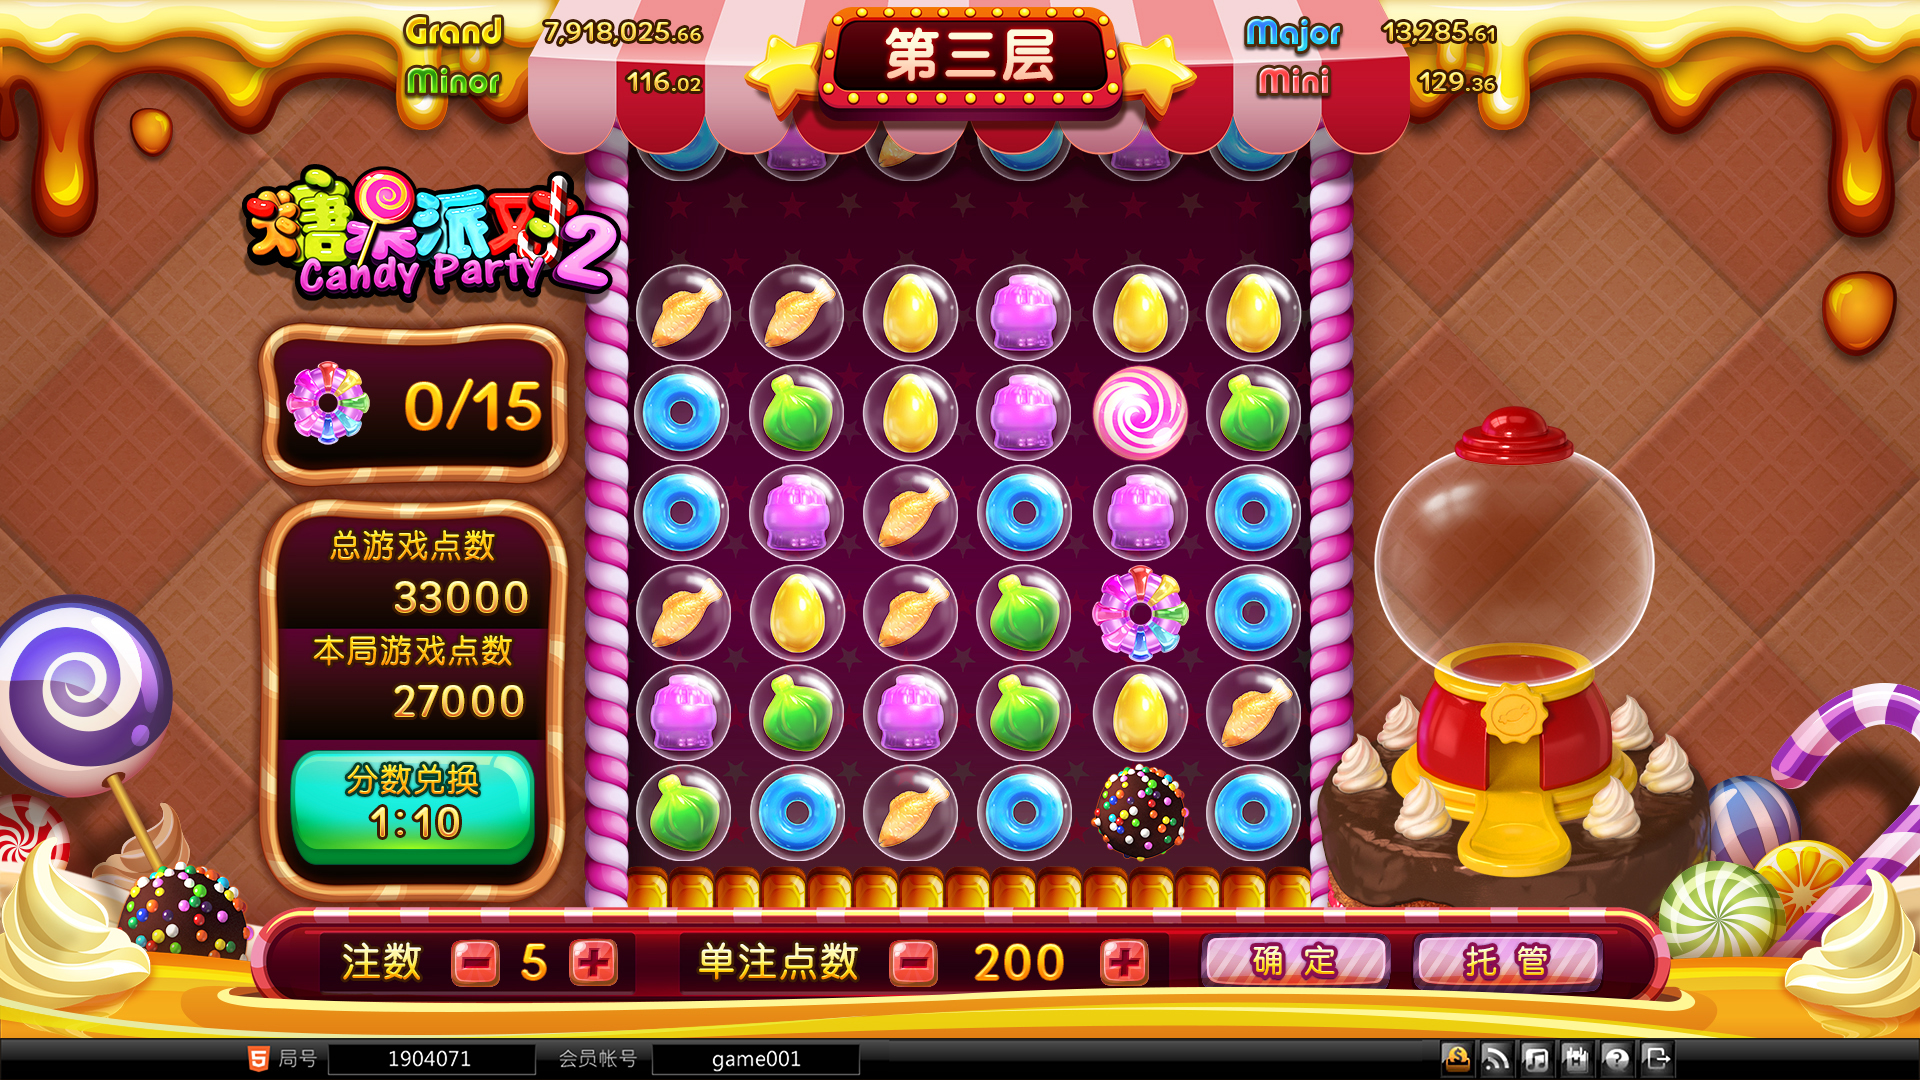 Grand 7,918,025.66
Minor 116.02
第三层
Major 13,285.61
Mini 129.36
糖果派对2
Candy Party
0/15
总游戏点数
33000
本局游戏点数
27000
分数兑换
1:10
注数 - 5 +
单注点数 - 200 +
确定
托管
5 局号 1904071 会员帐号 game001